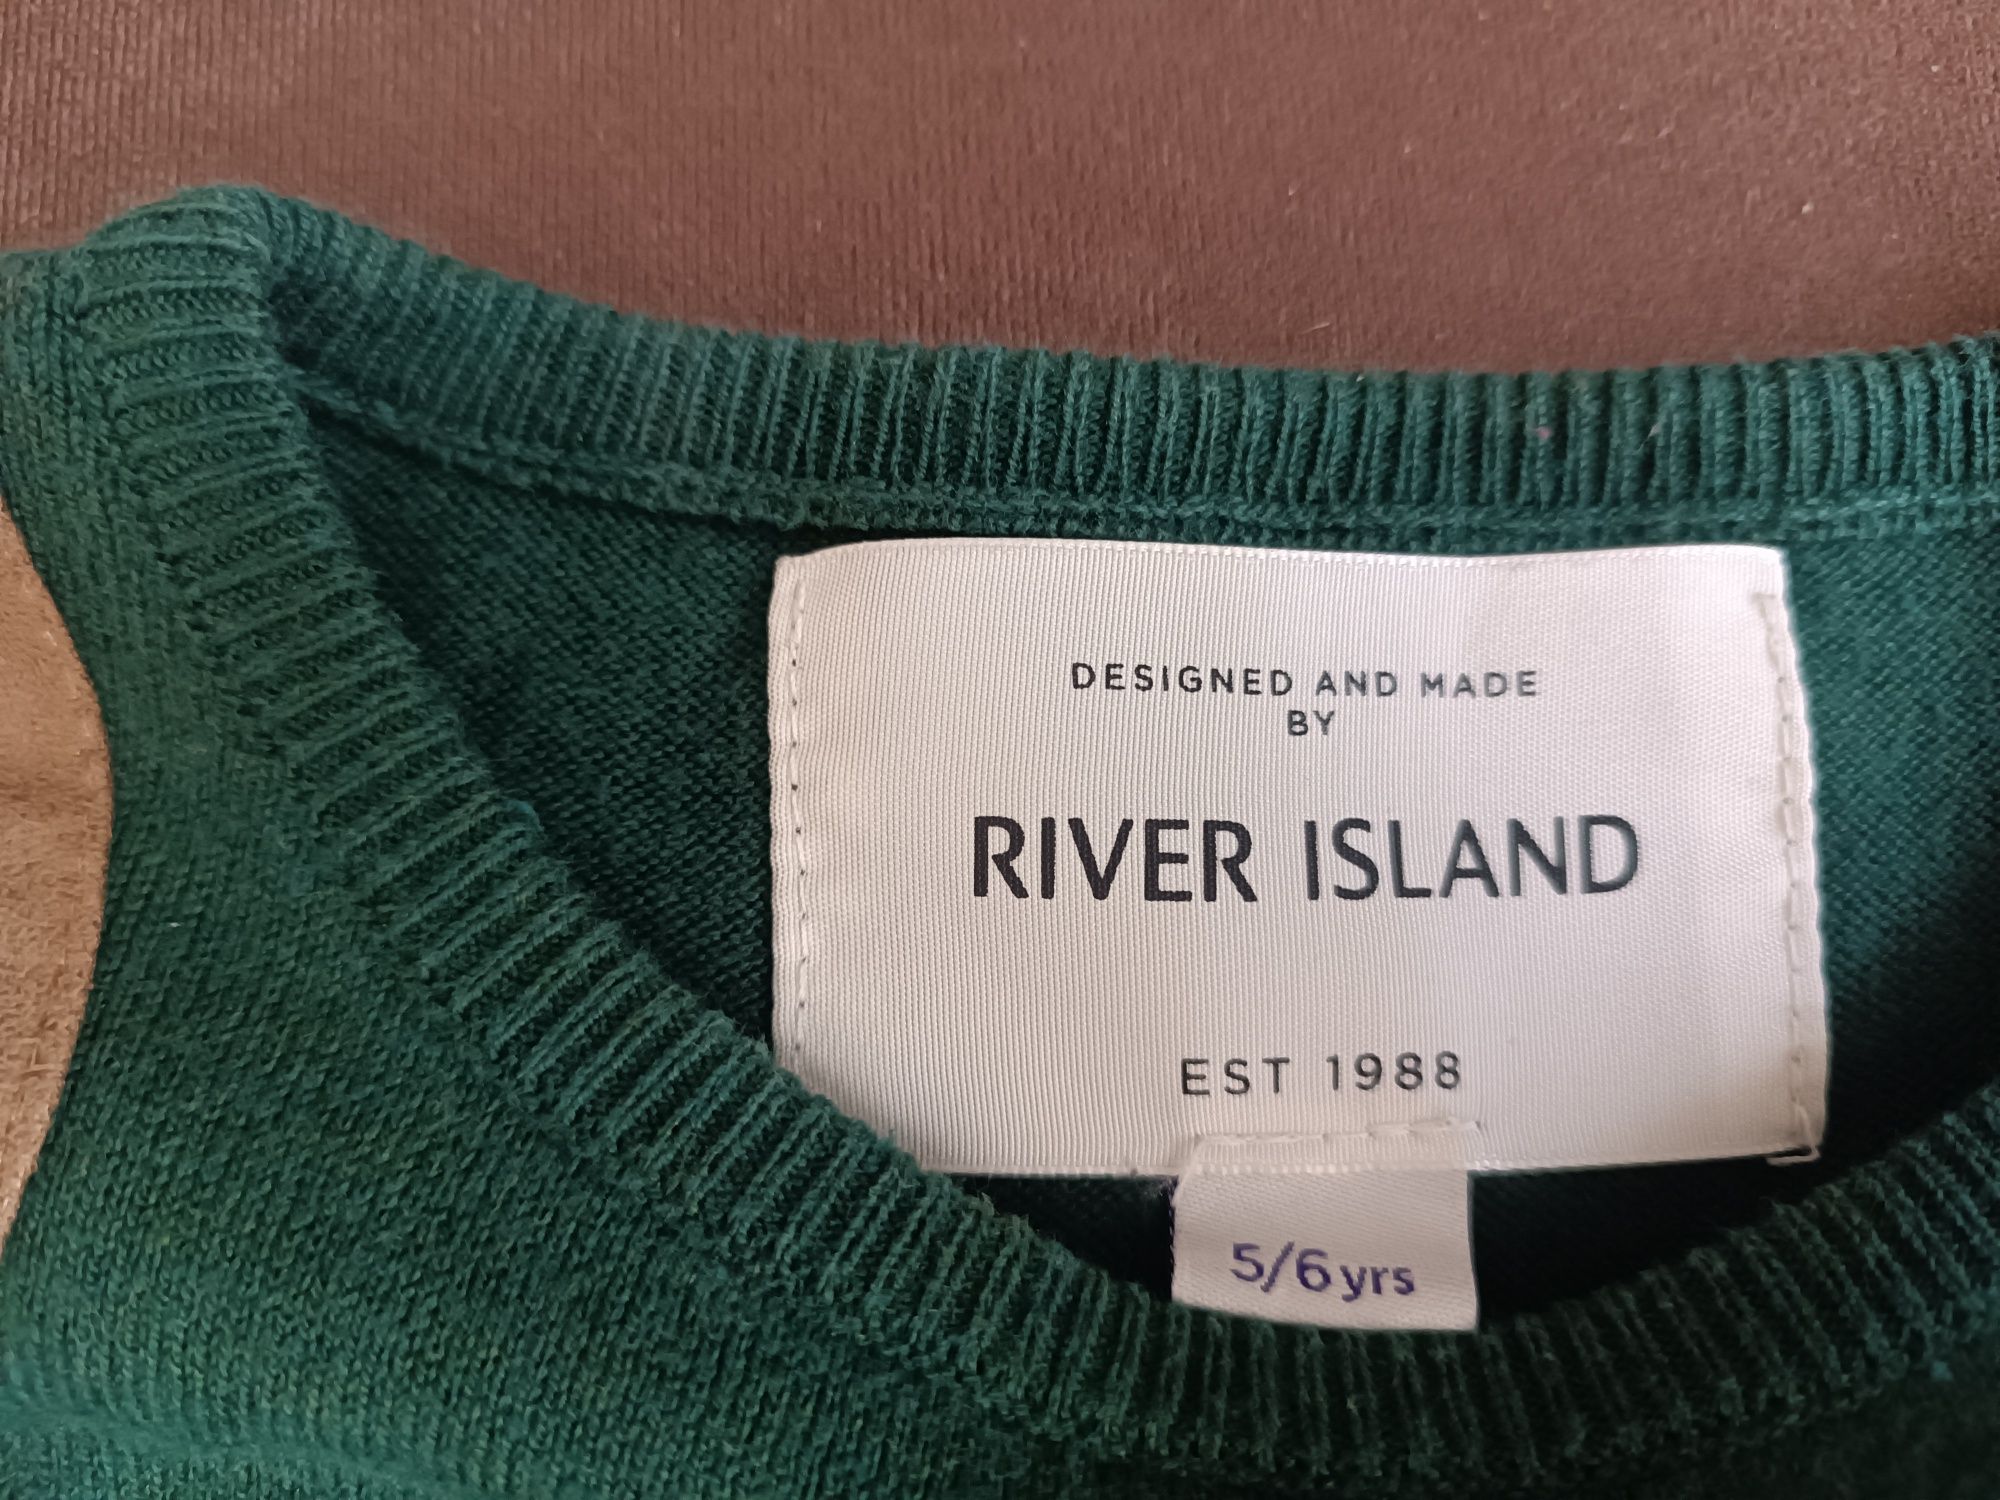 DESIGNED AND MADE
BY
RIVER ISLAND
EST 1988
5/6 yrs